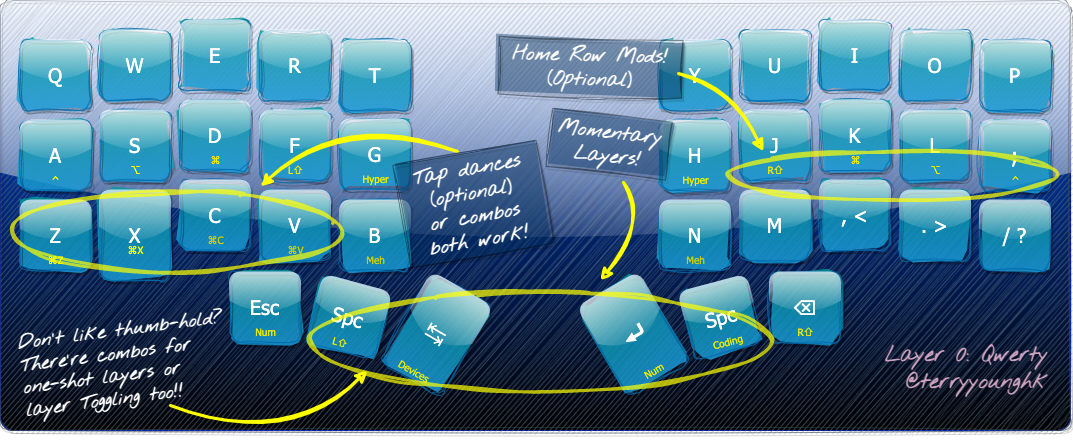 Q W E R T
Home Row Mods!
(Optional)
Y U I O P
A ^
S ⌥
D ⌘
F L⇧
G Hyper
Momentary
Layers!
H Hyper
J R⇧
K ⌘
L ⌥
; ^
Tap dances
(optional)
or combos
both work!
Z ⌘Z
X ⌘X
C ⌘C
V ⌘V
B Meh
N Meh
M
, <
. >
/ ?
Esc Num
Spc L⇧
⇆ Devices
↵ Num
Spc Coding
⌫ R⇧
Don't like thumb-hold?
There're combos for
one-shot layers or
layer Toggling too!!
Layer 0: Qwerty
@terryyounghk